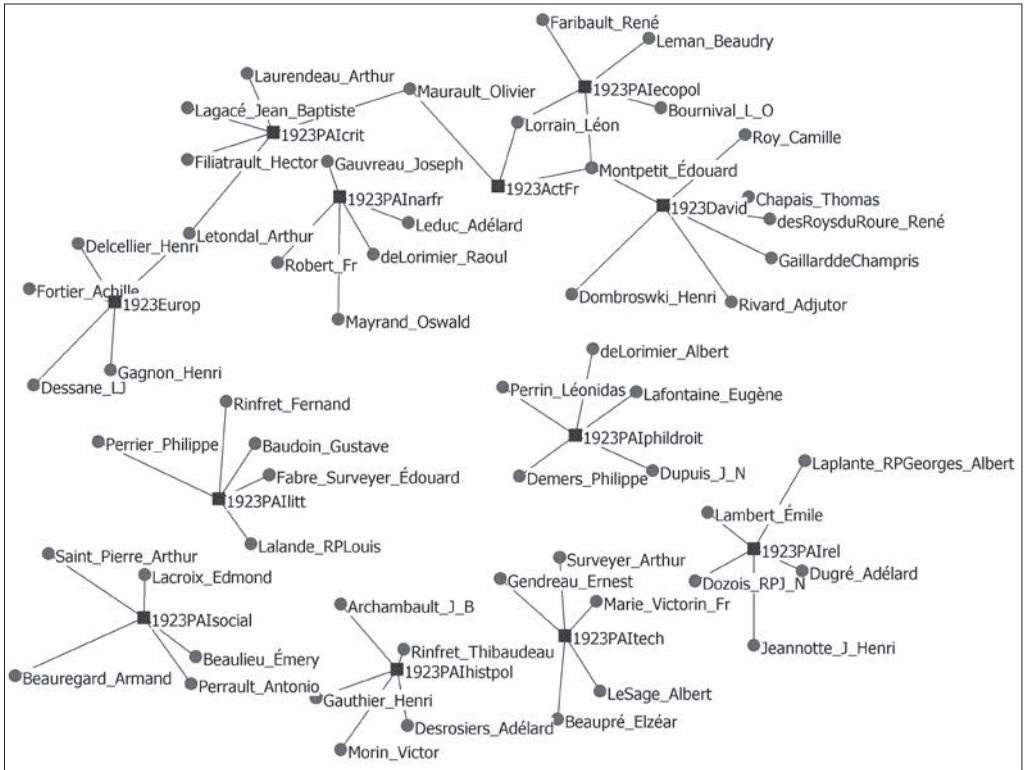 Faribault_René
Leman_Beaudry
Laurendeau_Arthur
Maurault_Olivier
1923PAIecopol
Lagacé_Jean_Baptiste
Bournival_L_O
Lorrain_Léon
1923PAIcrit
Roy_Camille
Filiatrault_Hector
Gauvreau_Joseph
Montpetit_Édouard
1923ActFr
1923PAInarfr
Chapais_Thomas
1923David
desRoysduRoure_René
Leduc_Adélard
Letondal_Arthur
Delcellier_Henri
deLorimier_Raoul
GaillarddeChampris
Robert_Fr
Fortier_Achille
Dombroswki_Henri
1923Europ
Rivard_Adjutor
Mayrand_Oswald
deLorimier_Albert
Gagnon_Henri
Dessane_LJ
Perrin_Léonidas
Lafontaine_Eugène
Rinfret_Fernand
1923PAIphildroit
Perrier_Philippe
Baudoin_Gustave
Laplante_RPGeorges_Albert
Dupuis_J_N
Fabre_Surveyer_Édouard
Demers_Philippe
1923PAIlitt
Lambert_Émile
Lalande_RPLouis
1923PAIrel
Saint_Pierre_Arthur
Surveyer_Arthur
Dugré_Adélard
Lacroix_Edmond
Gendreau_Ernest
Dozois_RPJ_N
Archambault_J_B
Marie_Victorin_Fr
1923PAIsocial
1923PAItech
Jeannotte_J_Henri
Rinfret_Thibaudeau
Beaulieu_Émery
1923PAIhistpol
Beauregard_Armand
Perrault_Antonio
LeSage_Albert
Gauthier_Henri
Beaupré_Elzéar
Desrosiers_Adélard
Morin_Victor